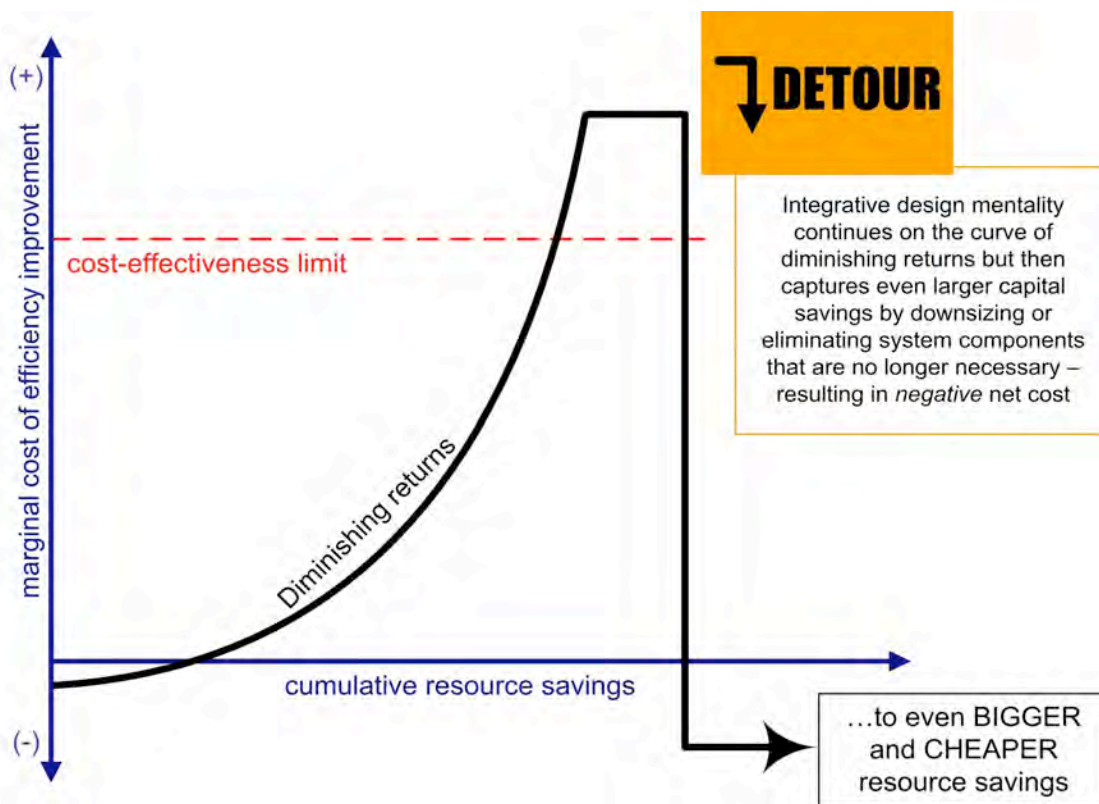 (+)
marginal cost of efficiency improvement
(-)
cost-effectiveness limit
Diminishing returns
cumulative resource savings
DETOUR
Integrative design mentality
continues on the curve of
diminishing returns but then
captures even larger capital
savings by downsizing or
eliminating system components
that are no longer necessary –
resulting in negative net cost
…to even BIGGER
and CHEAPER
resource savings